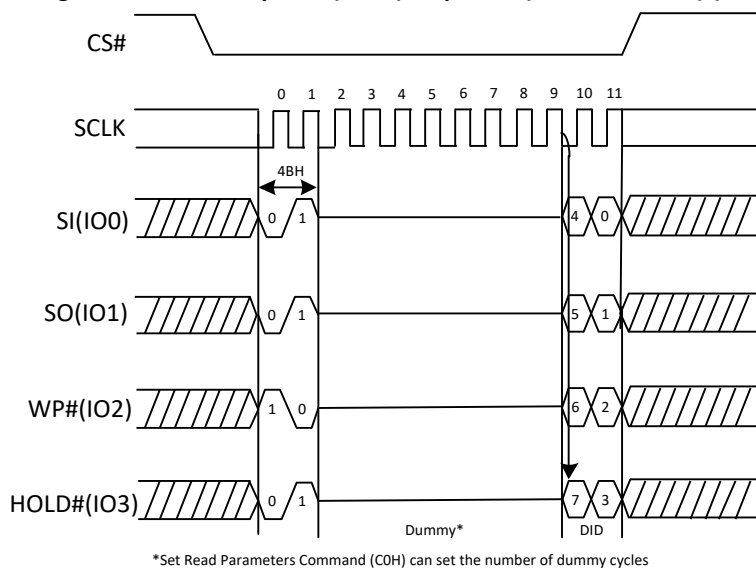 CS#
0 1 2 3 4 5 6 7 8 9 10 11
SCLK
4BH
SI(IO0) 0 1 4 0
SO(IO1) 0 1 5 1
WP#(IO2) 1 0 6 2
HOLD#(IO3) 0 1 7 3
Dummy* DID
*Set Read Parameters Command (C0H) can set the number of dummy cycles